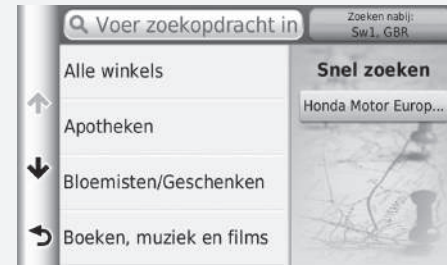 Voer zoekopdracht in
Zoeken nabij:
Sw1, GBR
Alle winkels
Apotheken
Bloemisten/Geschenken
Boeken, muziek en films
Snel zoeken
Honda Motor Europ...